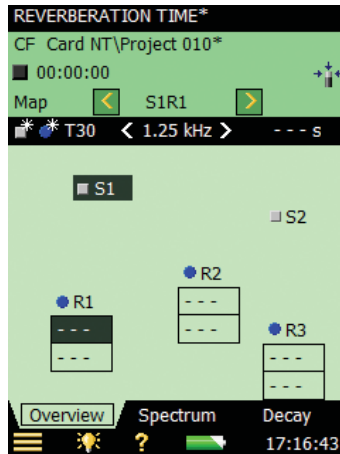 REVERBERATION TIME*
CF Card NT\Project 010*
00:00:00
Map < S1R1 >
T30 < 1.25 kHz > - - - s
S1
S2
R2
- - -
- - -
R1
- - -
- - -
R3
- - -
- - -
Overview Spectrum Decay
? 17:16:43